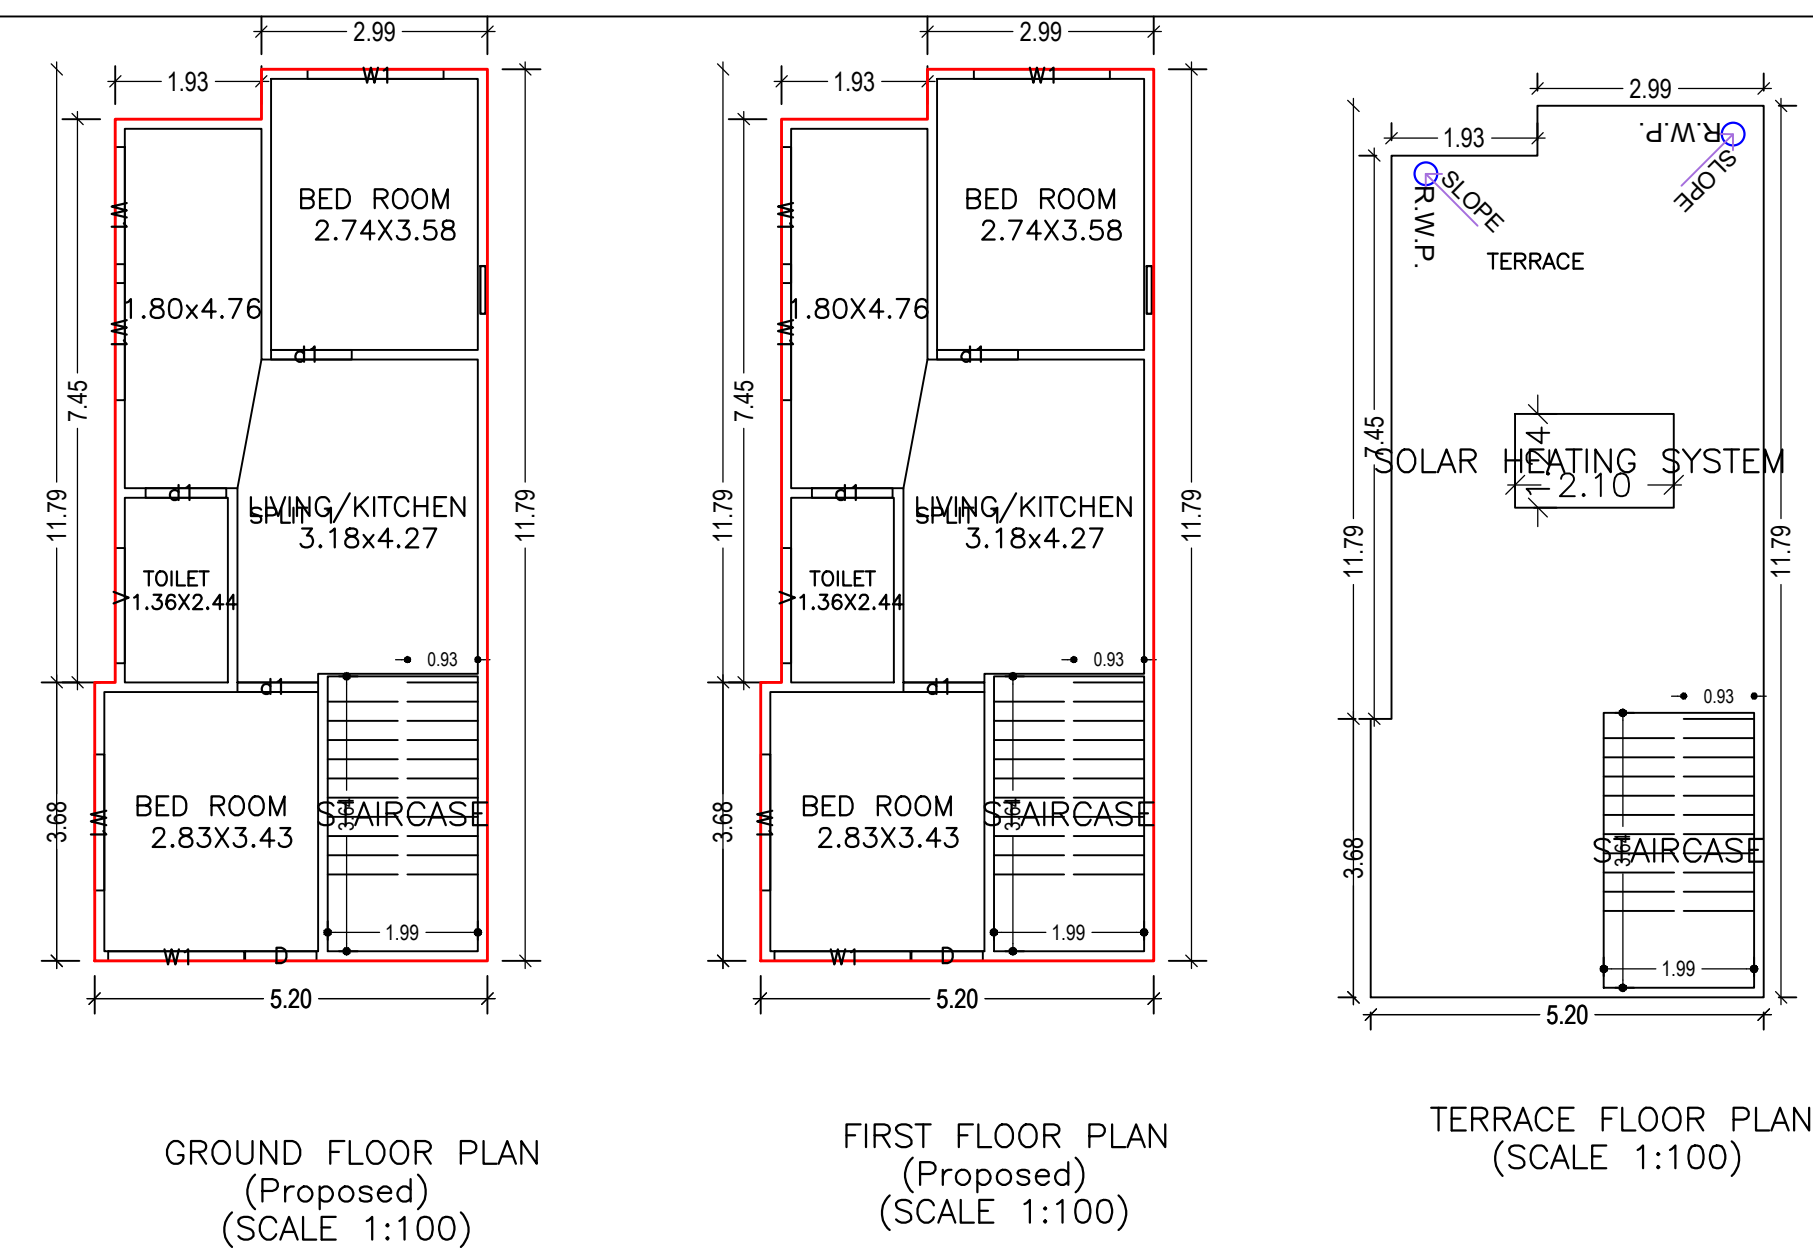 2.99
1.93
W1
BED ROOM
2.74X3.58
W1
1.80x4.76
W1
d1
7.45
11.79
11.79
d1
LIVING/KITCHEN
SPLIT 1
3.18x4.27
TOILET
1.36X2.44
V
0.93
d1
BED ROOM
2.83X3.43
W1
3.68
STAIRCASE
3.64
1.99
W1
D
5.20
GROUND FLOOR PLAN
(Proposed)
(SCALE 1:100)
2.99
1.93
W1
BED ROOM
2.74X3.58
W1
1.80X4.76
W1
d1
7.45
11.79
11.79
d1
LIVING/KITCHEN
SPLIT 1
3.18x4.27
TOILET
1.36X2.44
V
0.93
d1
BED ROOM
2.83X3.43
W1
3.68
STAIRCASE
3.64
1.99
W1
D
5.20
FIRST FLOOR PLAN
(Proposed)
(SCALE 1:100)
2.99
1.93
R.W.P.
SLOPE
SLOPE
R.W.P.
TERRACE
7.45
SOLAR HEATING SYSTEM
2.10
11.79
11.79
0.93
3.68
STAIRCASE
3.64
1.99
5.20
TERRACE FLOOR PLAN
(SCALE 1:100)